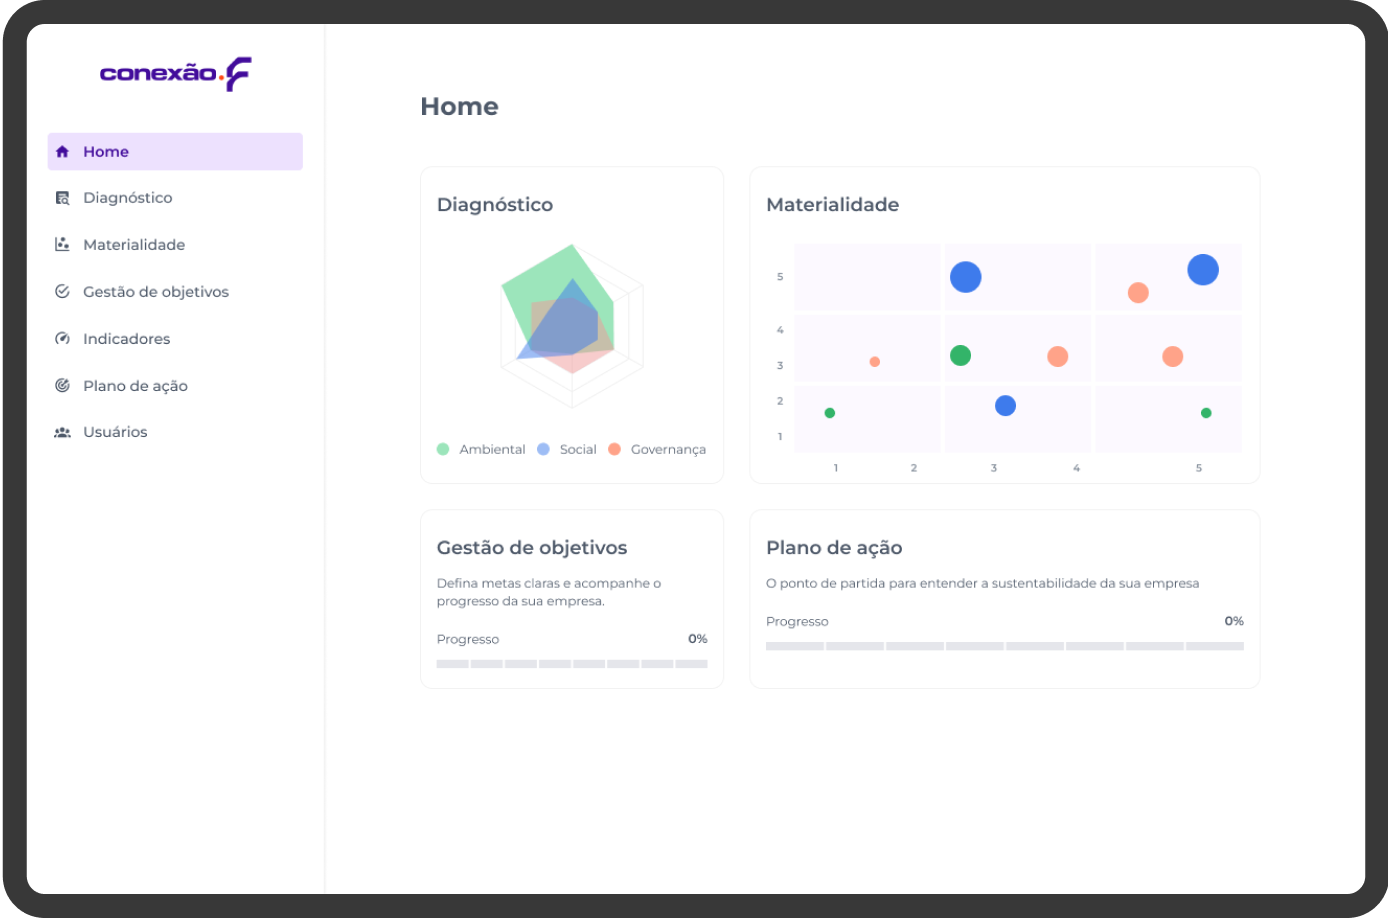 conexão.F
Home
Diagnóstico
Materialidade
Gestão de objetivos
Indicadores
Plano de ação
Usuários
Home
Diagnóstico
Ambiental Social Governança
Materialidade
5
4
3
2
1
1 2 3 4 5
Gestão de objetivos
Defina metas claras e acompanhe o
progresso da sua empresa.
Progresso 0%
Plano de ação
O ponto de partida para entender a sustentabilidade da sua empresa
Progresso 0%